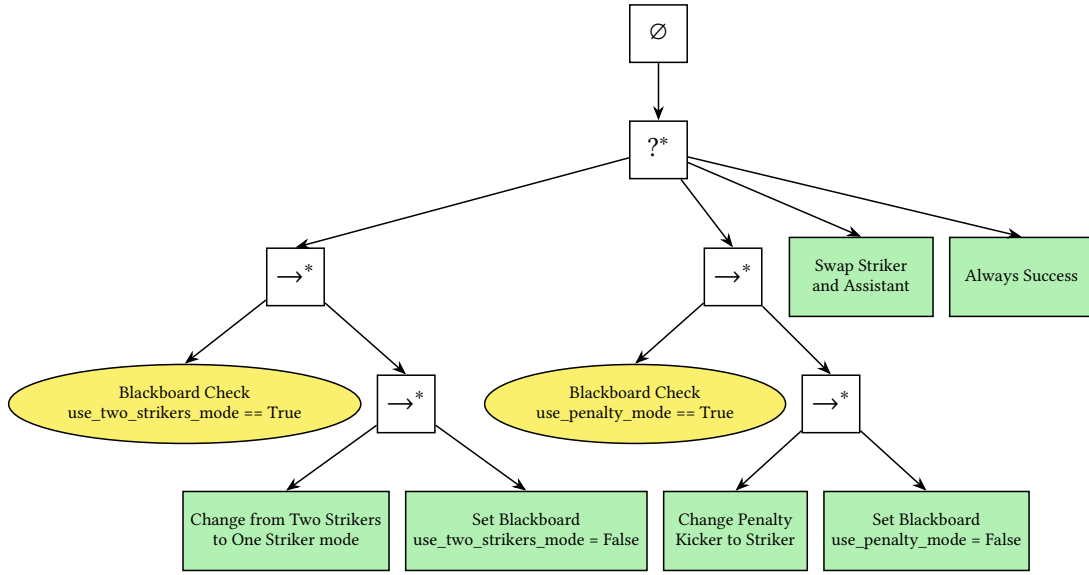 ∅
?*
→*
→*
Swap Striker
and Assistant
Always Success
Blackboard Check
use_two_strikers_mode == True
→*
Blackboard Check
use_penalty_mode == True
→*
Change from Two Strikers
to One Striker mode
Set Blackboard
use_two_strikers_mode = False
Change Penalty
Kicker to Striker
Set Blackboard
use_penalty_mode = False